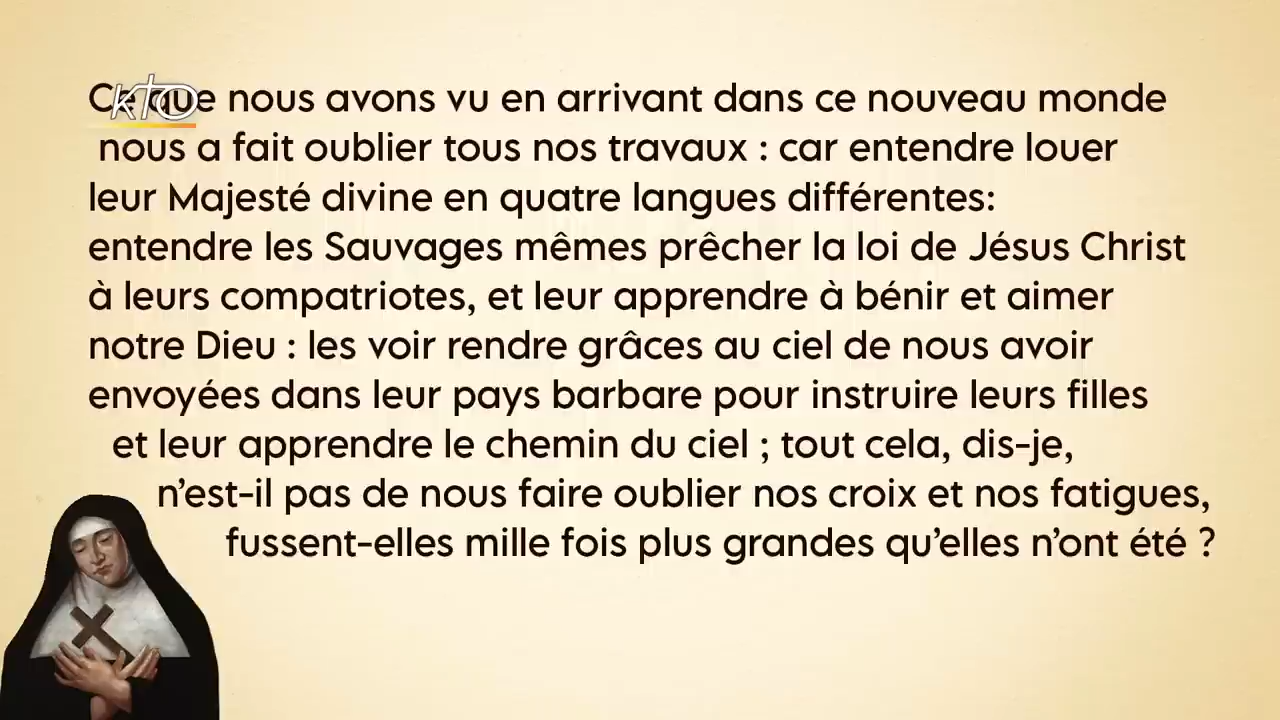 kto
Ce que nous avons vu en arrivant dans ce nouveau monde
nous a fait oublier tous nos travaux : car entendre louer
leur Majesté divine en quatre langues différentes:
entendre les Sauvages mêmes prêcher la loi de Jésus Christ
à leurs compatriotes, et leur apprendre à bénir et aimer
notre Dieu : les voir rendre grâces au ciel de nous avoir
envoyées dans leur pays barbare pour instruire leurs filles
et leur apprendre le chemin du ciel ; tout cela, dis-je,
n'est-il pas de nous faire oublier nos croix et nos fatigues,
fussent-elles mille fois plus grandes qu'elles n'ont été ?